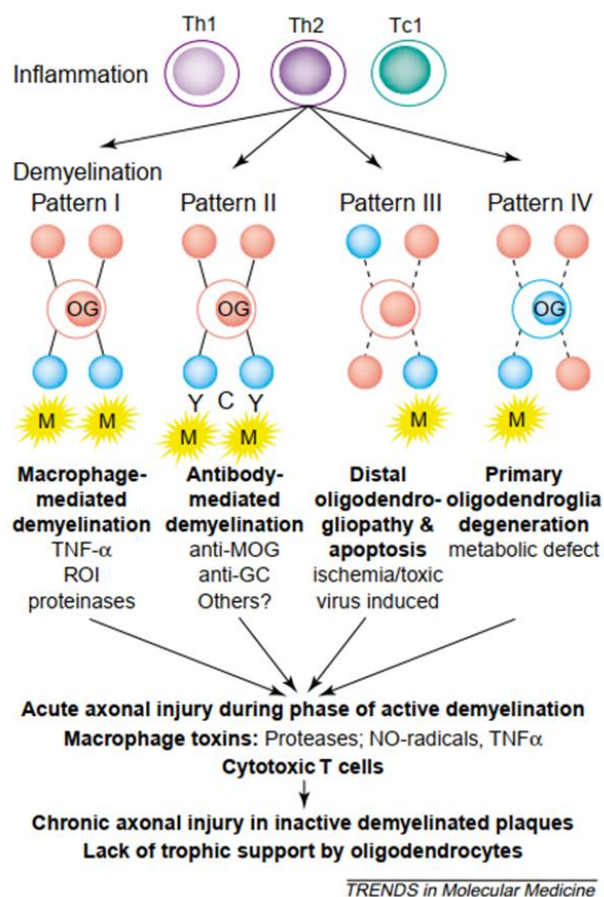 Th1 Th2 Tc1
Inflammation
Demyelination
Pattern I Pattern II Pattern III Pattern IV
OG OG OG
Y C Y
M M M M M M
Macrophage-
mediated
demyelination
TNF-α
ROI
proteinases
Antibody-
mediated
demyelination
anti-MOG
anti-GC
Others?
Distal
oligodendro-
gliopathy &
apoptosis
ischemia/toxic
virus induced
Primary
oligodendroglia
degeneration
metabolic defect
Acute axonal injury during phase of active demyelination
Macrophage toxins: Proteases; NO-radicals, TNFα
Cytotoxic T cells
Chronic axonal injury in inactive demyelinated plaques
Lack of trophic support by oligodendrocytes
TRENDS in Molecular Medicine